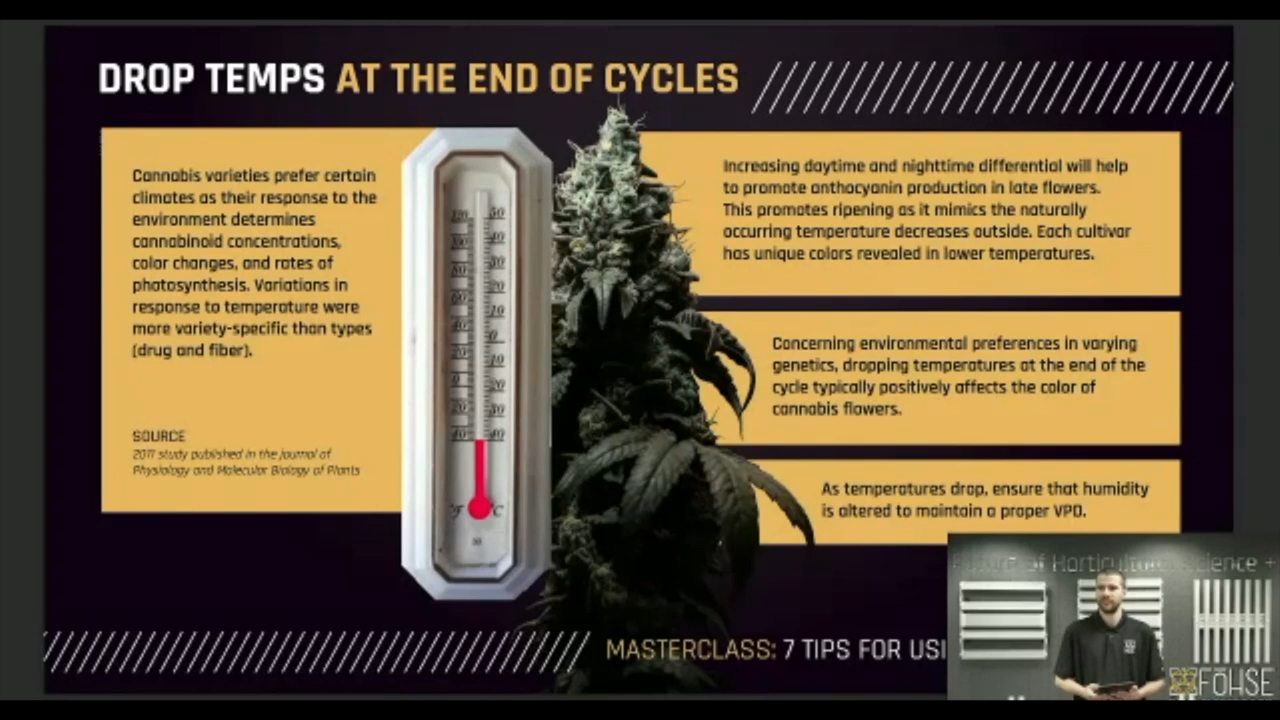 DROP TEMPS AT THE END OF CYCLES
Cannabis varieties prefer certain
climates as their response to the
environment determines
cannabinoid concentrations,
color changes, and rates of
photosynthesis. Variations in
response to temperature were
more variety-specific than types
(drug and fiber).
SOURCE
2011 study published in the journal of
Physiology and Molecular Biology of Plants
°F
°C
Increasing daytime and nighttime differential will help
to promote anthocyanin production in late flowers.
This promotes ripening as it mimics the naturally
occurring temperature decreases outside. Each cultivar
has unique colors revealed in lower temperatures.
Concerning environmental preferences in varying
genetics, dropping temperatures at the end of the
cycle typically positively affects the color of
cannabis flowers.
As temperatures drop, ensure that humidity
is altered to maintain a proper VPD.
MASTERCLASS: 7 TIPS FOR USI
of Horticultur science +
FOHSE